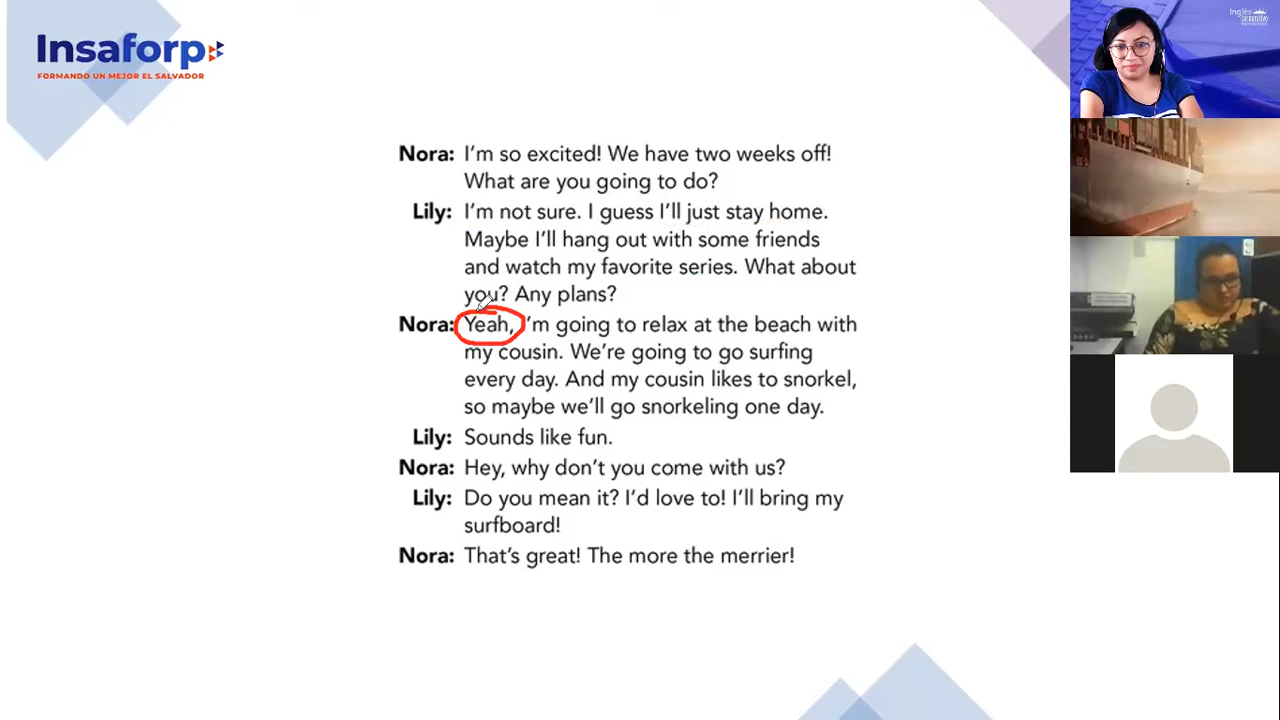 Insaforp
FORMANDO UN MEJOR EL SALVADOR
Nora: I'm so excited! We have two weeks off!
What are you going to do?
Lily: I'm not sure. I guess I'll just stay home.
Maybe I'll hang out with some friends
and watch my favorite series. What about
you? Any plans?
Nora: Yeah, I'm going to relax at the beach with
my cousin. We're going to go surfing
every day. And my cousin likes to snorkel,
so maybe we'll go snorkeling one day.
Lily: Sounds like fun.
Nora: Hey, why don't you come with us?
Lily: Do you mean it? I'd love to! I'll bring my
surfboard!
Nora: That's great! The more the merrier!
Inglés